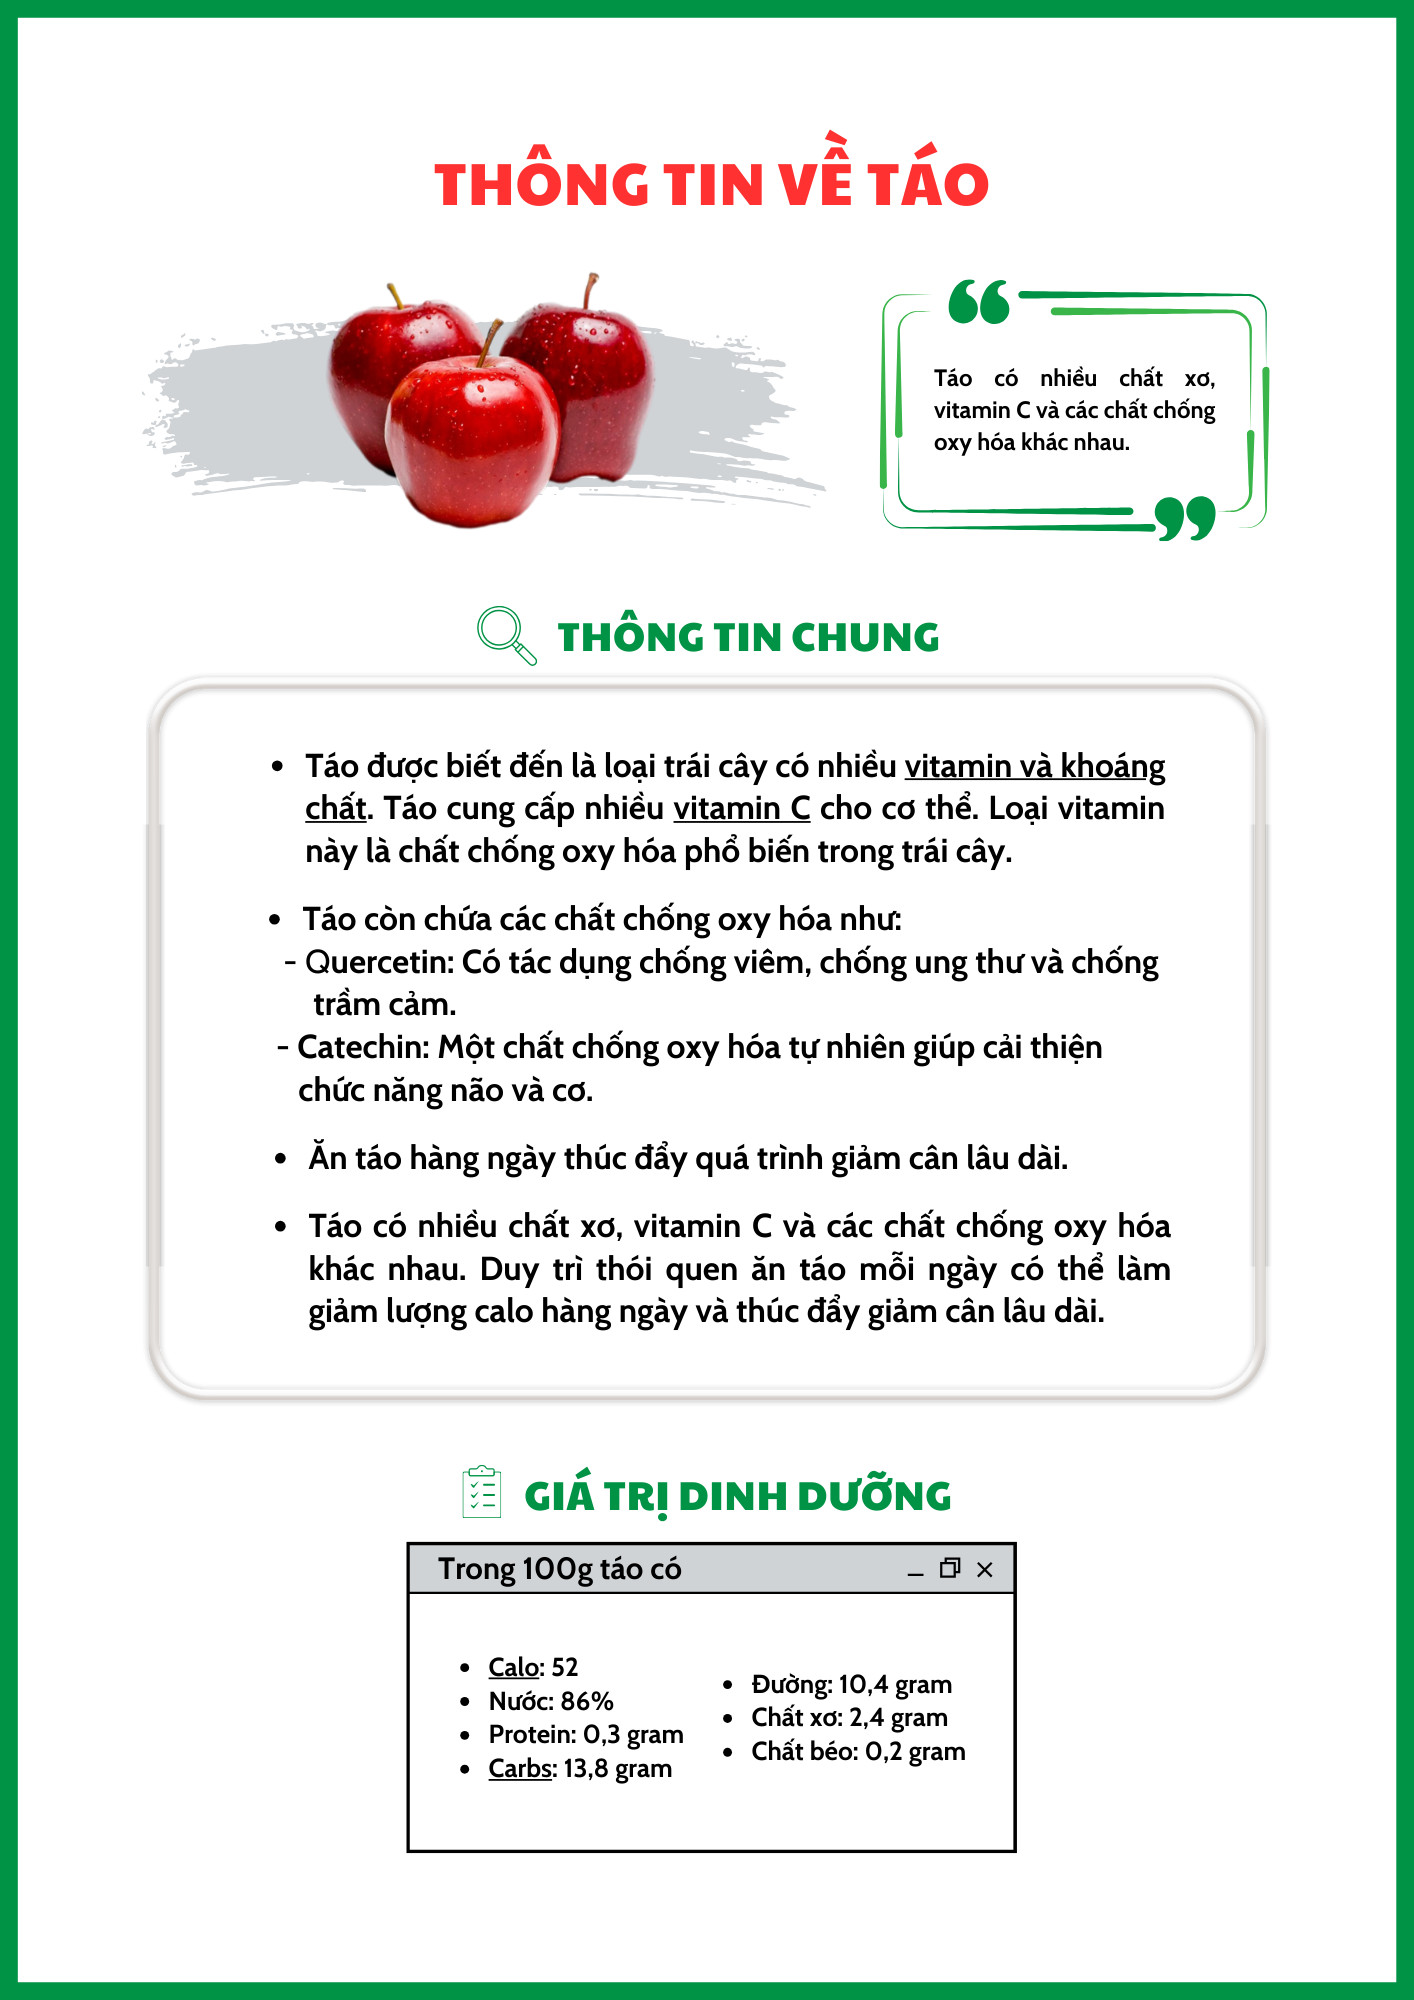 THÔNG TIN VỀ TÁO
Táo có nhiều chất xơ,
vitamin C và các chất chống
oxy hóa khác nhau.
THÔNG TIN CHUNG
• Táo được biết đến là loại trái cây có nhiều vitamin và khoáng
chất. Táo cung cấp nhiều vitamin C cho cơ thể. Loại vitamin
này là chất chống oxy hóa phổ biến trong trái cây.
• Táo còn chứa các chất chống oxy hóa như:
- Quercetin: Có tác dụng chống viêm, chống ung thư và chống
trầm cảm.
- Catechin: Một chất chống oxy hóa tự nhiên giúp cải thiện
chức năng não và cơ.
• Ăn táo hàng ngày thúc đẩy quá trình giảm cân lâu dài.
• Táo có nhiều chất xơ, vitamin C và các chất chống oxy hóa
khác nhau. Duy trì thói quen ăn táo mỗi ngày có thể làm
giảm lượng calo hàng ngày và thúc đẩy giảm cân lâu dài.
GIÁ TRỊ DINH DƯỠNG
Trong 100g táo có
• Calo: 52
• Nước: 86%
• Protein: 0,3 gram
• Carbs: 13,8 gram
• Đường: 10,4 gram
• Chất xơ: 2,4 gram
• Chất béo: 0,2 gram